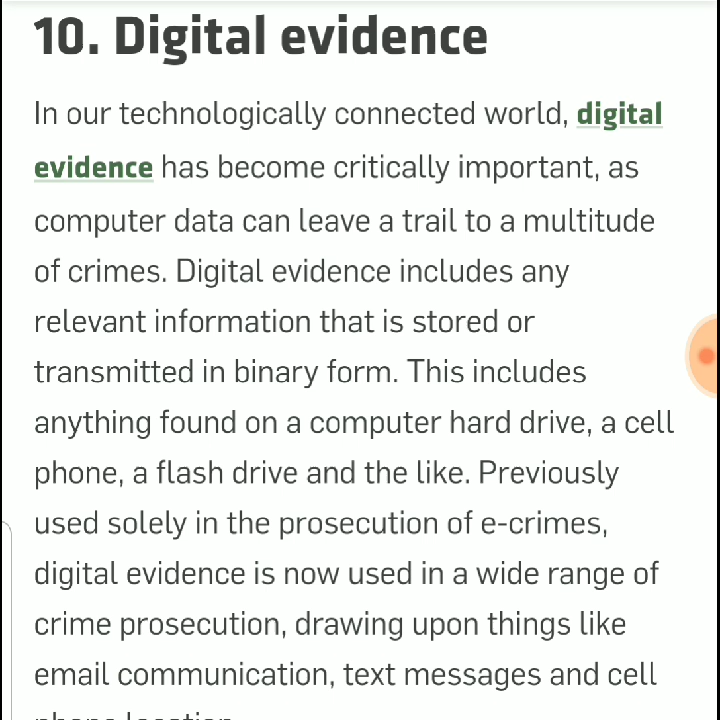 10. Digital evidence
In our technologically connected world, digital
evidence has become critically important, as
computer data can leave a trail to a multitude
of crimes. Digital evidence includes any
relevant information that is stored or
transmitted in binary form. This includes
anything found on a computer hard drive, a cell
phone, a flash drive and the like. Previously
used solely in the prosecution of e-crimes,
digital evidence is now used in a wide range of
crime prosecution, drawing upon things like
email communication, text messages and cell
phone location